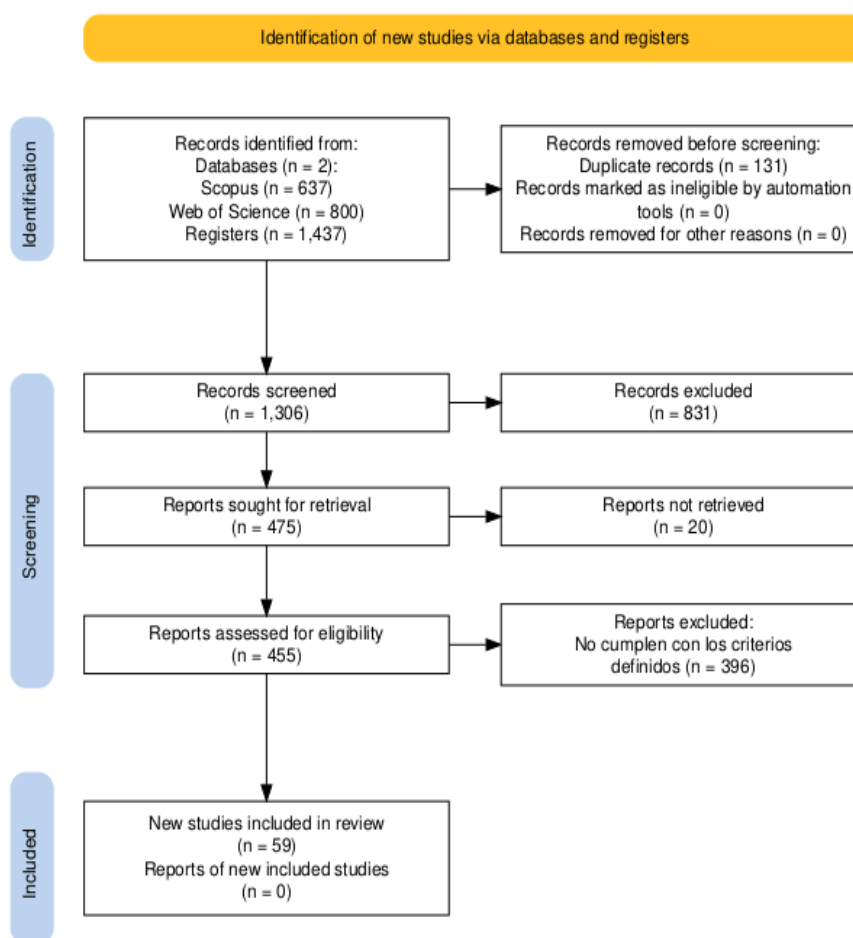 Identification of new studies via databases and registers
Identification
Records identified from:
Databases (n = 2):
Scopus (n = 637)
Web of Science (n = 800)
Registers (n = 1,437)
Records removed before screening:
Duplicate records (n = 131)
Records marked as ineligible by automation
tools (n = 0)
Records removed for other reasons (n = 0)
Screening
Records screened
(n = 1,306)
Records excluded
(n = 831)
Reports sought for retrieval
(n = 475)
Reports not retrieved
(n = 20)
Reports assessed for eligibility
(n = 455)
Reports excluded:
No cumplen con los criterios
definidos (n = 396)
Included
New studies included in review
(n = 59)
Reports of new included studies
(n = 0)